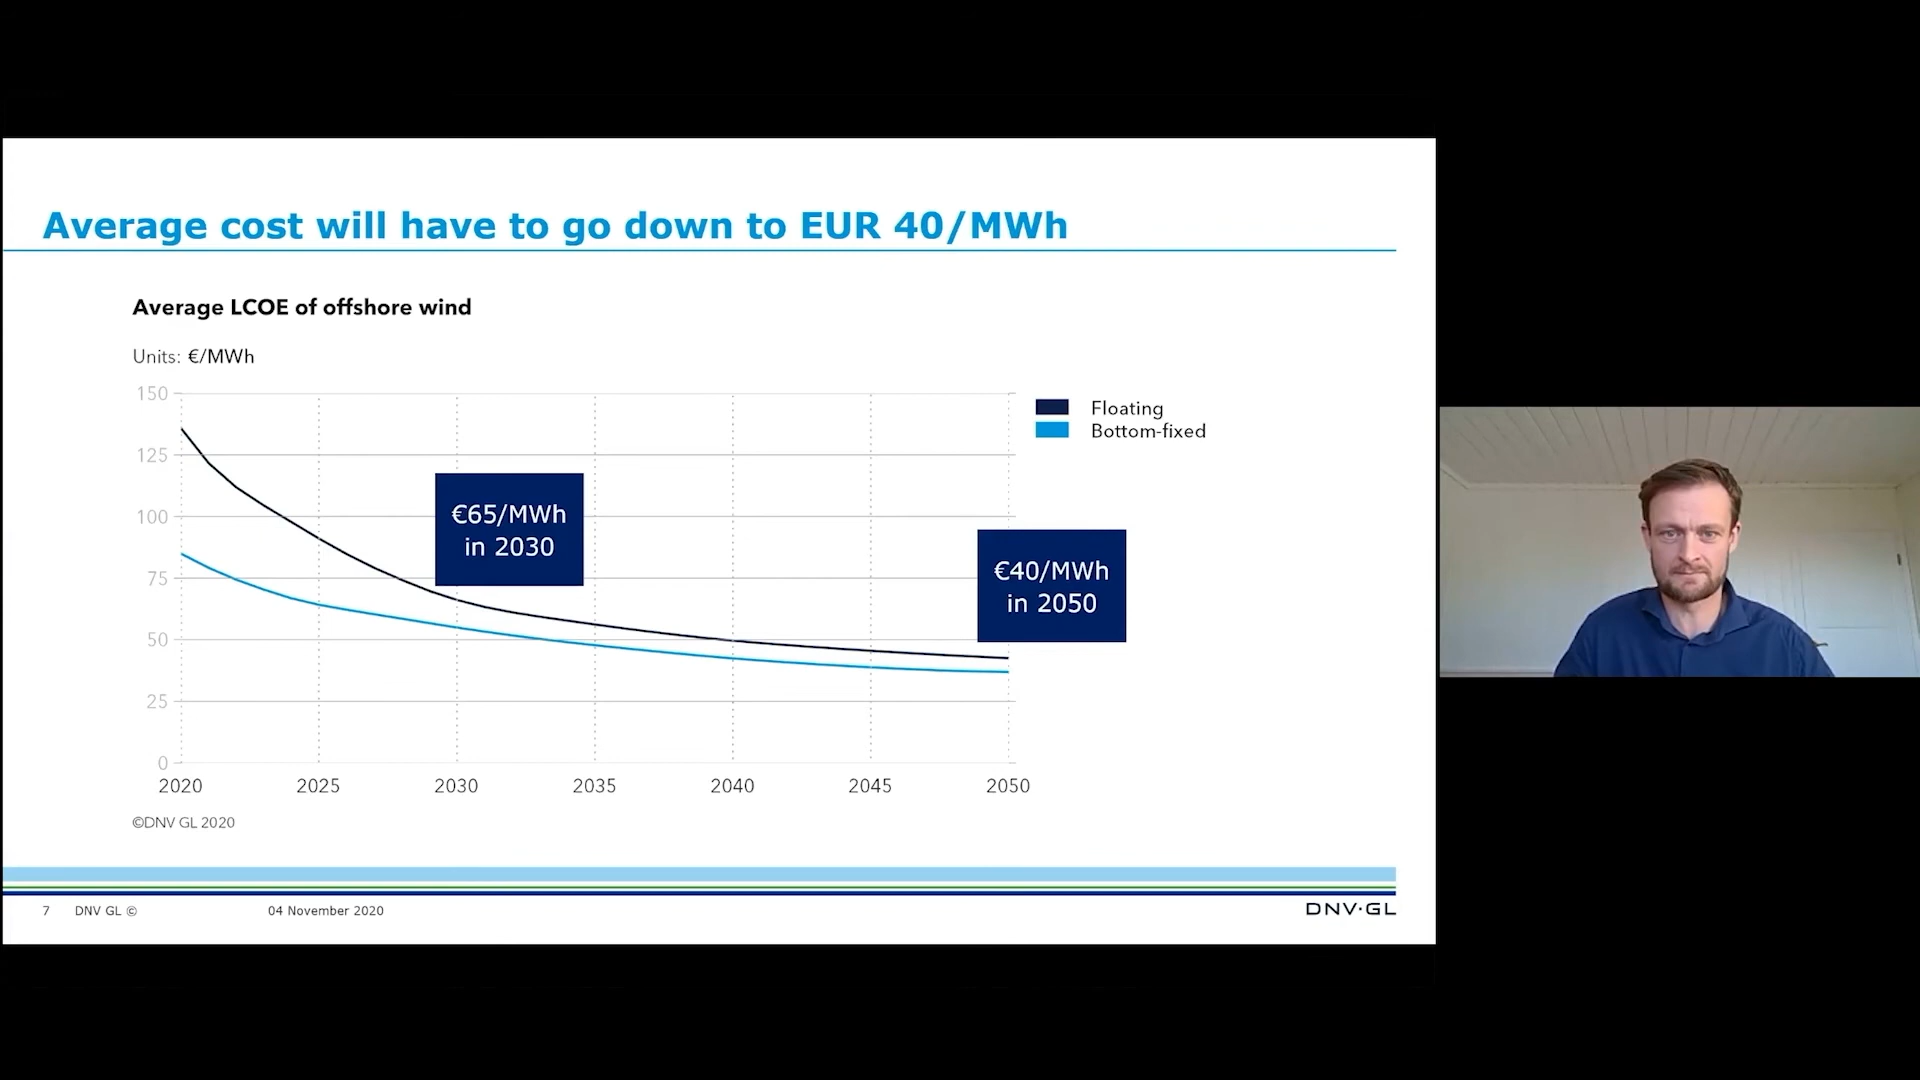 Average cost will have to go down to EUR 40/MWh
Average LCOE of offshore wind
Units: €/MWh
150
125
100
75
50
25
0
2020 2025 2030 2035 2040 2045 2050
€65/MWh
in 2030
€40/MWh
in 2050
Floating
Bottom-fixed
©DNV GL 2020
7 DNV GL © 04 November 2020
DNV·GL